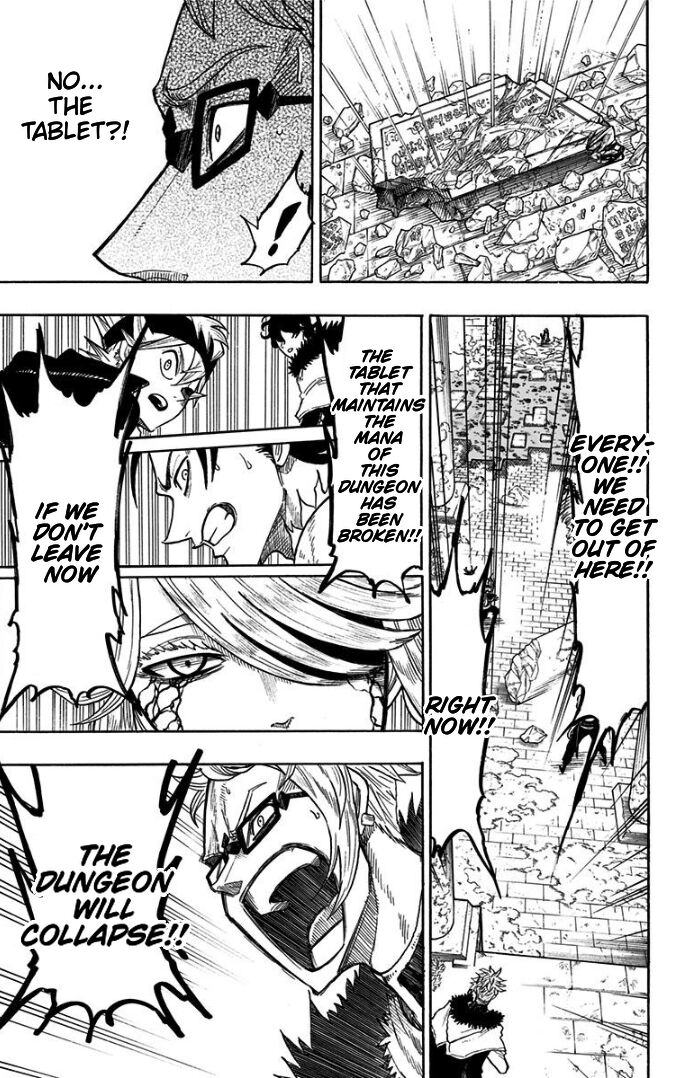 NO...
THE
TABLET?!
!
EVERY-
ONE!!
WE
NEED
TO GET
OUT OF
HERE!!
RIGHT
NOW!!
THE
TABLET
THAT
MAINTAINS
THE
MANA
OF
THIS
DUNGEON
HAS
BEEN
BROKEN!!
IF WE
DON'T
LEAVE
NOW
THE
DUNGEON
WILL
COLLAPSE!!